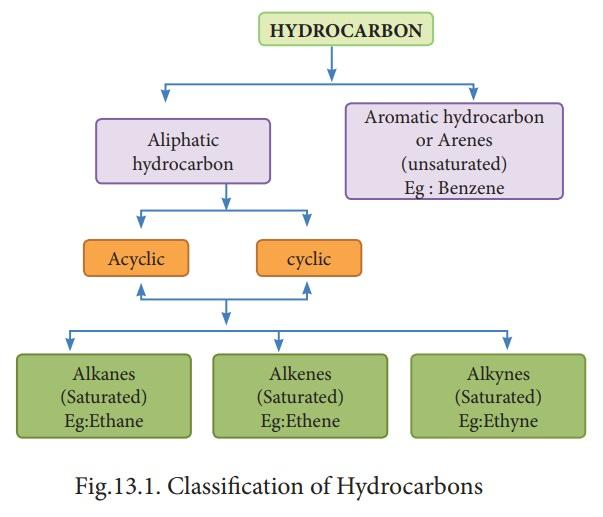 HYDROCARBON
Aliphatic
hydrocarbon
Aromatic hydrocarbon
or Arenes
(unsaturated)
Eg : Benzene
Acyclic
cyclic
Alkanes
(Saturated)
Eg:Ethane
Alkenes
(Saturated)
Eg:Ethene
Alkynes
(Saturated)
Eg:Ethyne
Fig.13.1. Classification of Hydrocarbons